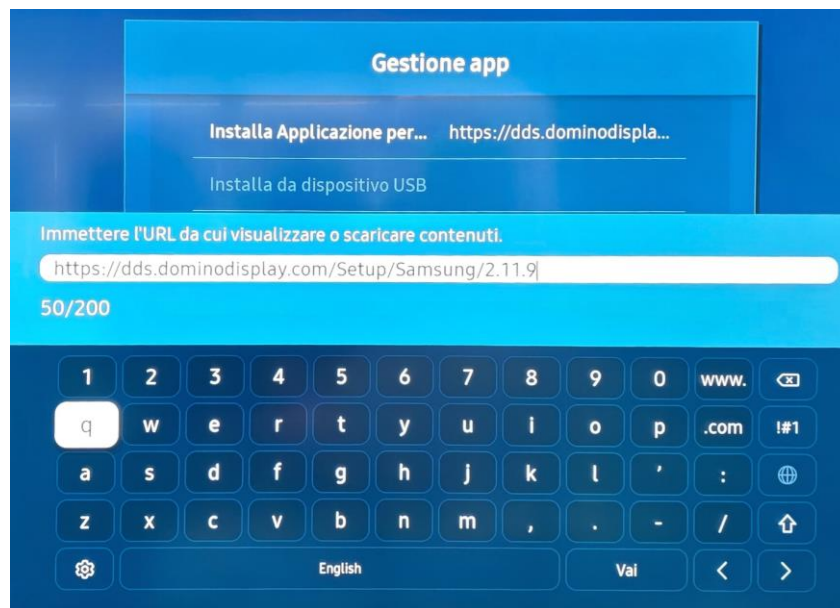 Gestione app
Installa Applicazione per... https://dds.dominodispla...
Installa da dispositivo USB
Immettere l'URL da cui visualizzare o scaricare contenuti.
https://dds.dominodisplay.com/Setup/Samsung/2.11.9
50/200
1 2 3 4 5 6 7 8 9 0 www.
q w e r t y u i o p .com !#1
a s d f g h j k l ' :
z x c v b n m , . - /
English Vai < >